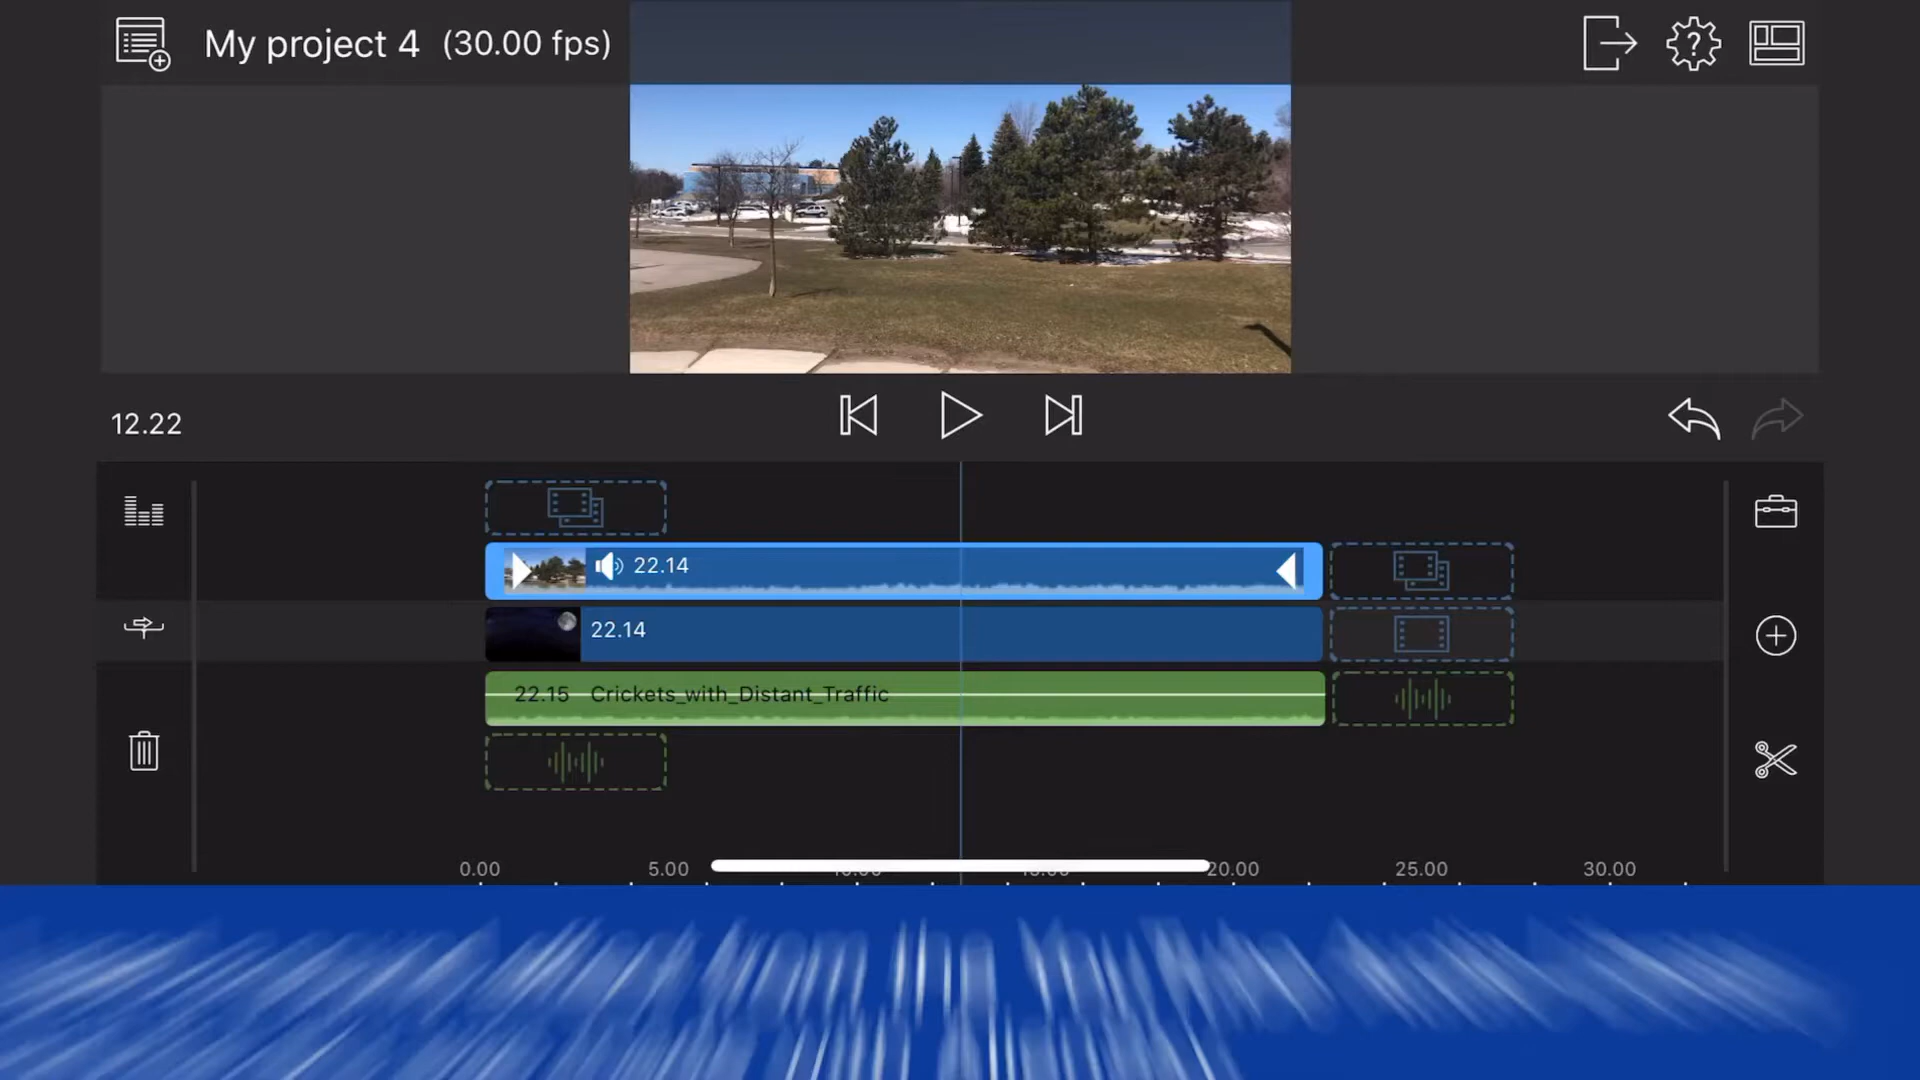 My project 4 (30.00 fps)
12.22
22.14
22.14
22.15 Crickets_with_Distant_Traffic
0.00 5.00 20.00 25.00 30.00